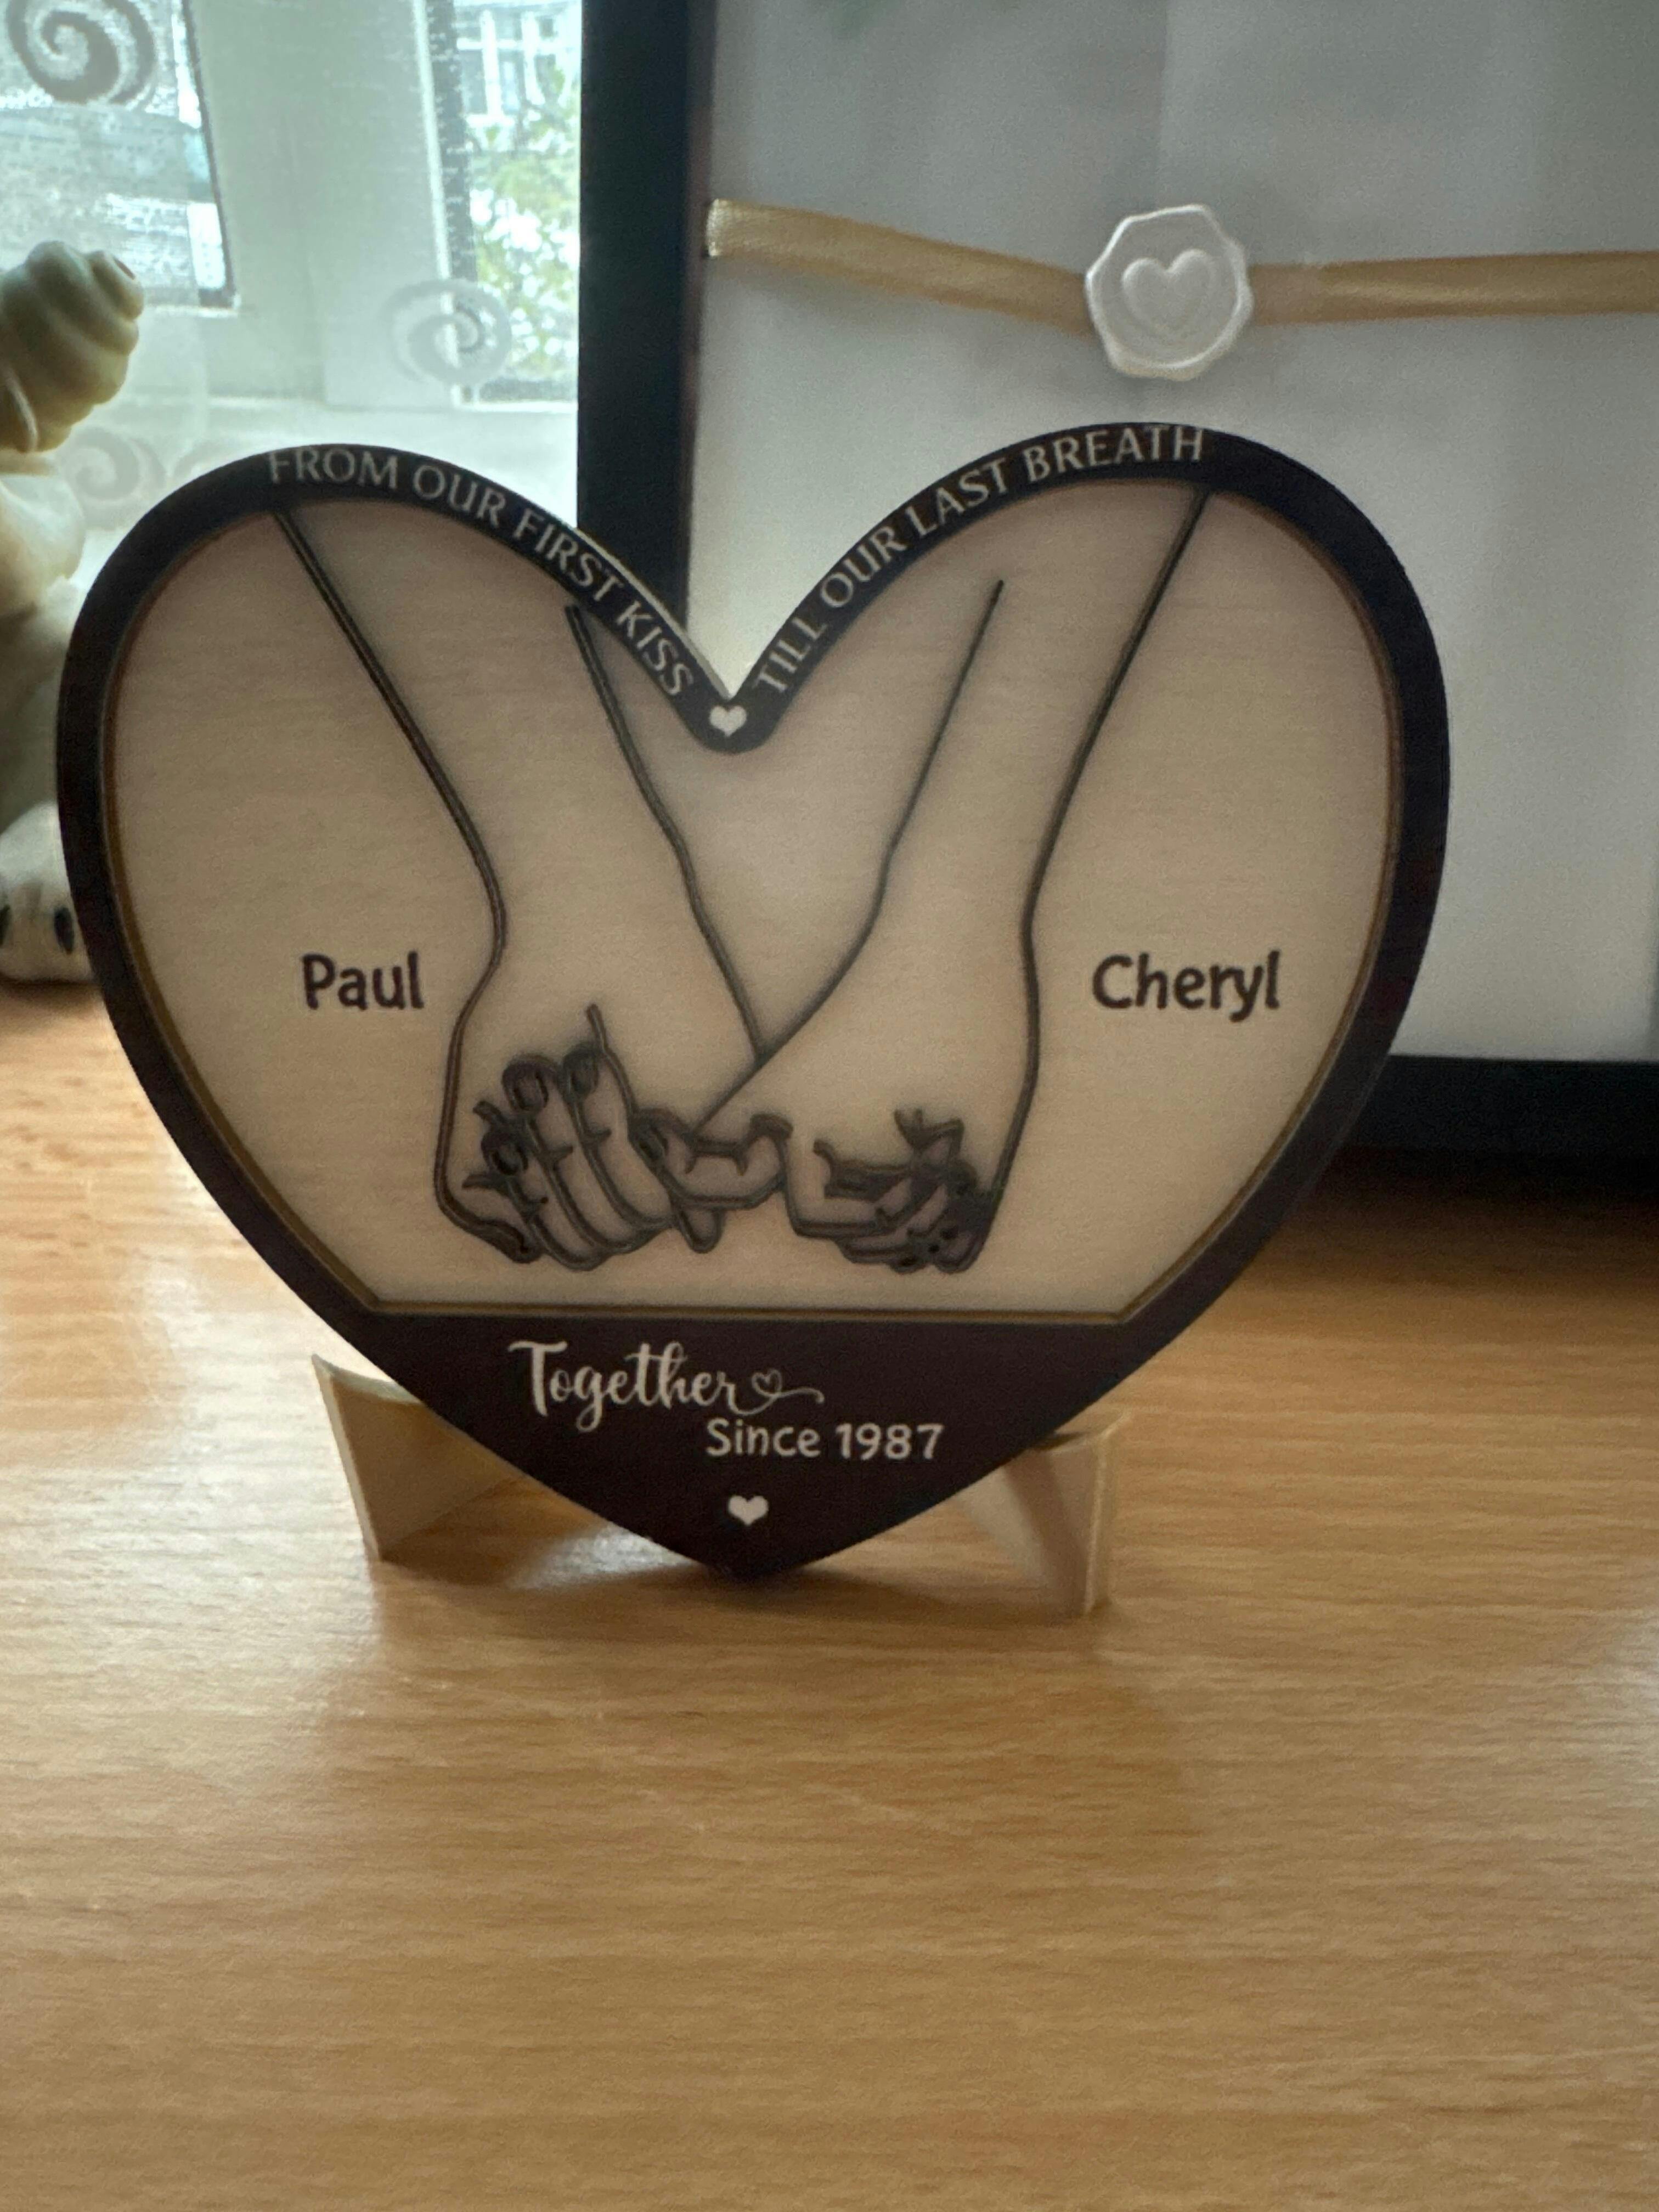 FROM OUR FIRST KISS
TILL OUR LAST BREATH
Paul
Cheryl
Together
Since 1987